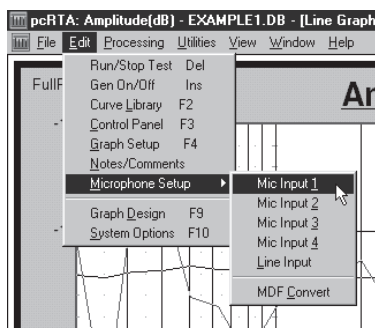 pcRTA: Amplitude(dB) - EXAMPLE1.DB - [Line Graph
File Edit Processing Utilities View Window Help
Run/Stop Test Del
Gen On/Off Ins
Curve Library F2
Control Panel F3
Graph Setup F4
Notes/Comments
Microphone Setup
Graph Design F9
System Options F10
Mic Input 1
Mic Input 2
Mic Input 3
Mic Input 4
Line Input
MDF Convert